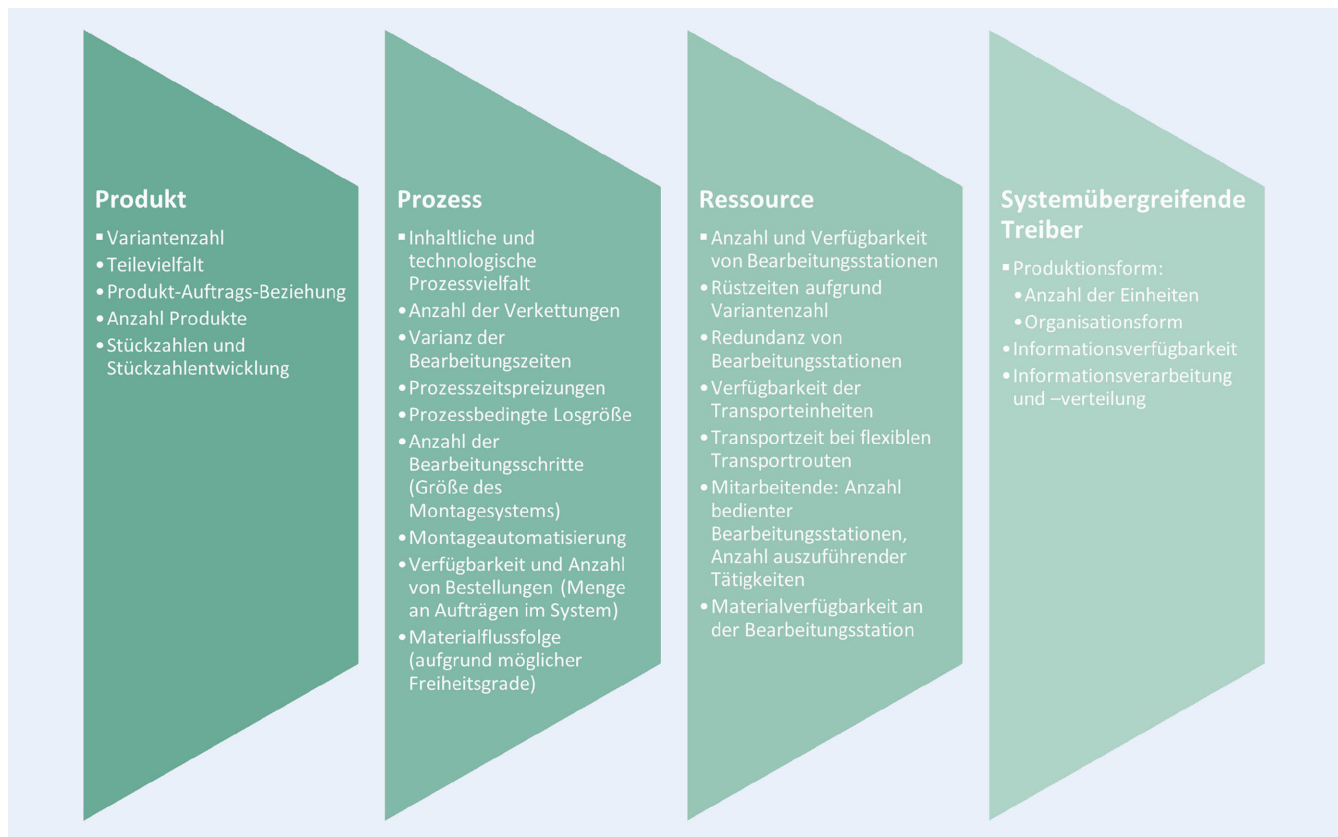 Produkt
▪ Variantenzahl
• Teilevielfalt
• Produkt-Auftrags-Beziehung
• Anzahl Produkte
• Stückzahlen und
Stückzahlentwicklung
Prozess
▪ Inhaltliche und
technologische
Prozessvielfalt
• Anzahl der Verkettungen
• Varianz der
Bearbeitungszeiten
• Prozesszeitspreizungen
• Prozessbedingte Losgröße
• Anzahl der
Bearbeitungsschritte
(Größe des
Montagesystems)
• Montageautomatisierung
• Verfügbarkeit und Anzahl
von Bestellungen (Menge
an Aufträgen im System)
• Materialflussfolge
(aufgrund möglicher
Freiheitsgrade)
Ressource
▪ Anzahl und Verfügbarkeit
von Bearbeitungsstationen
• Rüstzeiten aufgrund
Variantenzahl
• Redundanz von
Bearbeitungsstationen
• Verfügbarkeit der
Transporteinheiten
• Transportzeit bei flexiblen
Transportrouten
• Mitarbeitende: Anzahl
bedienter
Bearbeitungsstationen,
Anzahl auszuführender
Tätigkeiten
• Materialverfügbarkeit an
der Bearbeitungsstation
Systemübergreifende
Treiber
▪ Produktionsform:
• Anzahl der Einheiten
• Organisationsform
• Informationsverfügbarkeit
• Informationsverarbeitung
und –verteilung